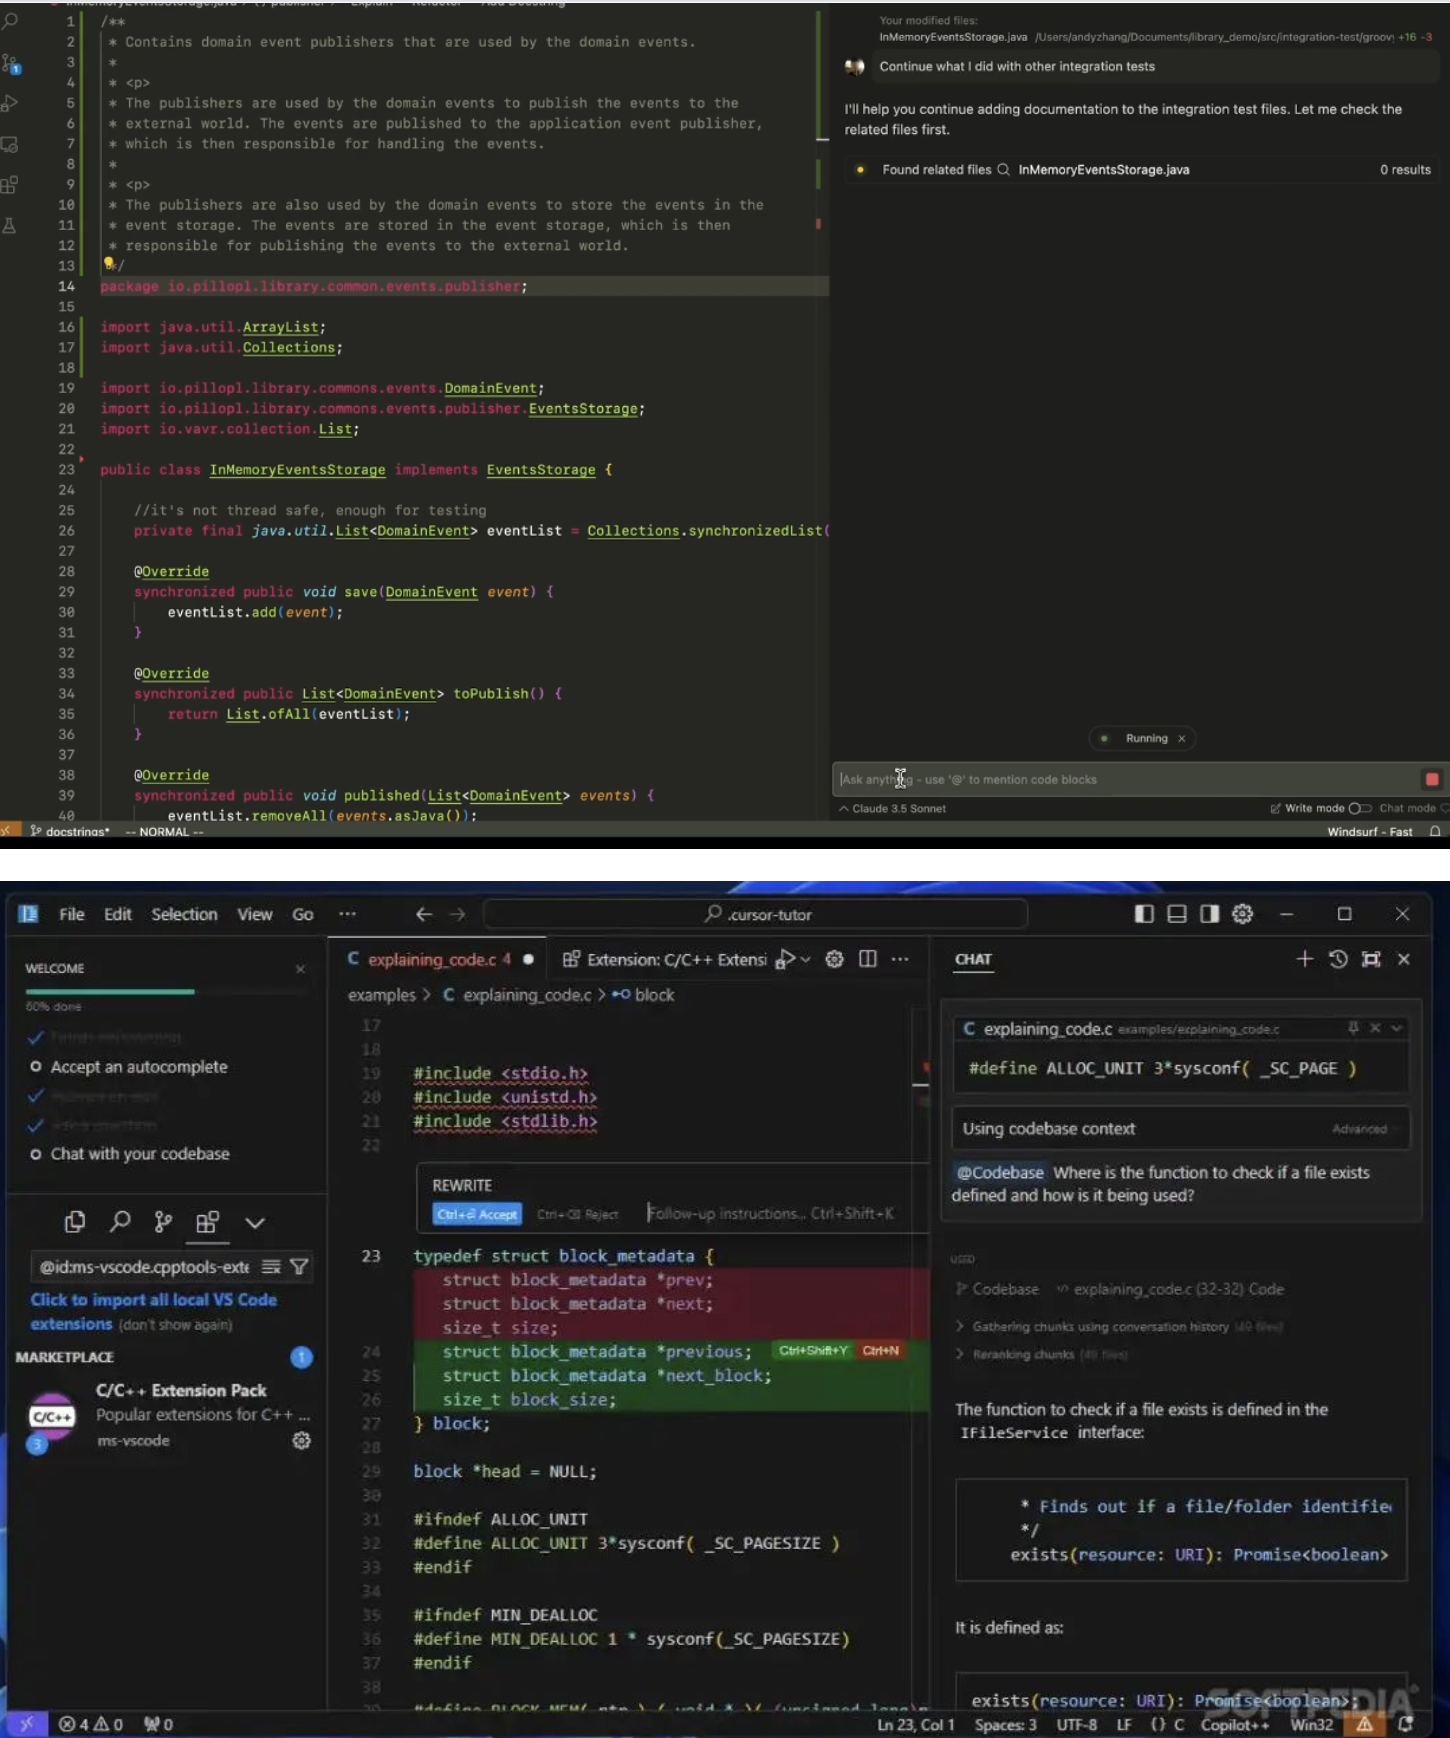 1 /**
2 * Contains domain event publishers that are used by the domain events.
3 *
4 * <p>
5 * The publishers are used by the domain events to publish the events to the
6 * external world. The events are published to the application event publisher,
7 * which is then responsible for handling the events.
8 *
9 * <p>
10 * The publishers are also used by the domain events to store the events in the
11 * event storage. The events are stored in the event storage, which is then
12 * responsible for publishing the events to the external world.
13 */
14 package io.pillopl.library.common.events.publisher;
15
16 import java.util.ArrayList;
17 import java.util.Collections;
18
19 import io.pillopl.library.commons.events.DomainEvent;
20 import io.pillopl.library.commons.events.publisher.EventsStorage;
21 import io.vavr.collection.List;
22
23 public class InMemoryEventsStorage implements EventsStorage {
24
25 //it's not thread safe, enough for testing
26 private final java.util.List<DomainEvent> eventList = Collections.synchronizedList(
27
28 @Override
29 synchronized public void save(DomainEvent event) {
30 eventList.add(event);
31 }
32
33 @Override
34 synchronized public List<DomainEvent> toPublish() {
35 return List.ofAll(eventList);
36 }
37
38 @Override
39 synchronized public void published(List<DomainEvent> events) {
40 eventList.removeAll(events.asJava());
1
docstrings* -- NORMAL --
Your modified files:
InMemoryEventsStorage.java /Users/andyzhang/Documents/library_demo/src/integration-test/groov +16 -3
Continue what I did with other integration tests
I'll help you continue adding documentation to the integration test files. Let me check the
related files first.
Found related files InMemoryEventsStorage.java 0 results
Running ×
Ask anything - use '@' to mention code blocks
Claude 3.5 Sonnet Write mode Chat mode
Windsurf - Fast
File Edit Selection View Go ... .cursor-tutor
WELCOME
60% done
Accept an autocomplete
Chat with your codebase
@id:ms-vscode.cpptools-exte
Click to import all local VS Code
extensions (don't show again)
MARKETPLACE 1
C/C++ Extension Pack
C/C++ Popular extensions for C++ ...
3 ms-vscode
explaining_code.c 4 Extension: C/C++ Extensi
examples > C explaining_code.c > block
17
18
19 #include <stdio.h>
20 #include <unistd.h>
21 #include <stdlib.h>
22
REWRITE
Ctrl+⏎ Accept Ctrl+⌫ Reject Follow-up instructions... Ctrl+Shift+K
23 typedef struct block_metadata {
struct block_metadata *prev;
struct block_metadata *next;
size_t size;
24 struct block_metadata *previous; Ctrl+Shift+Y Ctrl+N
25 struct block_metadata *next_block;
26 size_t block_size;
27 } block;
28
29 block *head = NULL;
30
31 #ifndef ALLOC_UNIT
32 #define ALLOC_UNIT 3*sysconf( _SC_PAGESIZE )
33 #endif
34
35 #ifndef MIN_DEALLOC
36 #define MIN_DEALLOC 1 * sysconf(_SC_PAGESIZE)
37 #endif
38
CHAT
C explaining_code.c examples/explaining_code.c
#define ALLOC_UNIT 3*sysconf( _SC_PAGE )
Using codebase context Advanced
@Codebase Where is the function to check if a file exists
defined and how is it being used?
USED
Codebase explaining_code.c (32-32) Code
> Gathering chunks using conversation history (49 files)
> Reranking chunks (49 files)
The function to check if a file exists is defined in the
IFileService interface:
* Finds out if a file/folder identifie
*/
exists(resource: URI): Promise<boolean>
It is defined as:
exists(resource: URI): Promise<boolean>;
SOFTPEDIA
4 0 0 Ln 23, Col 1 Spaces: 3 UTF-8 LF {} C Copilot++ Win32